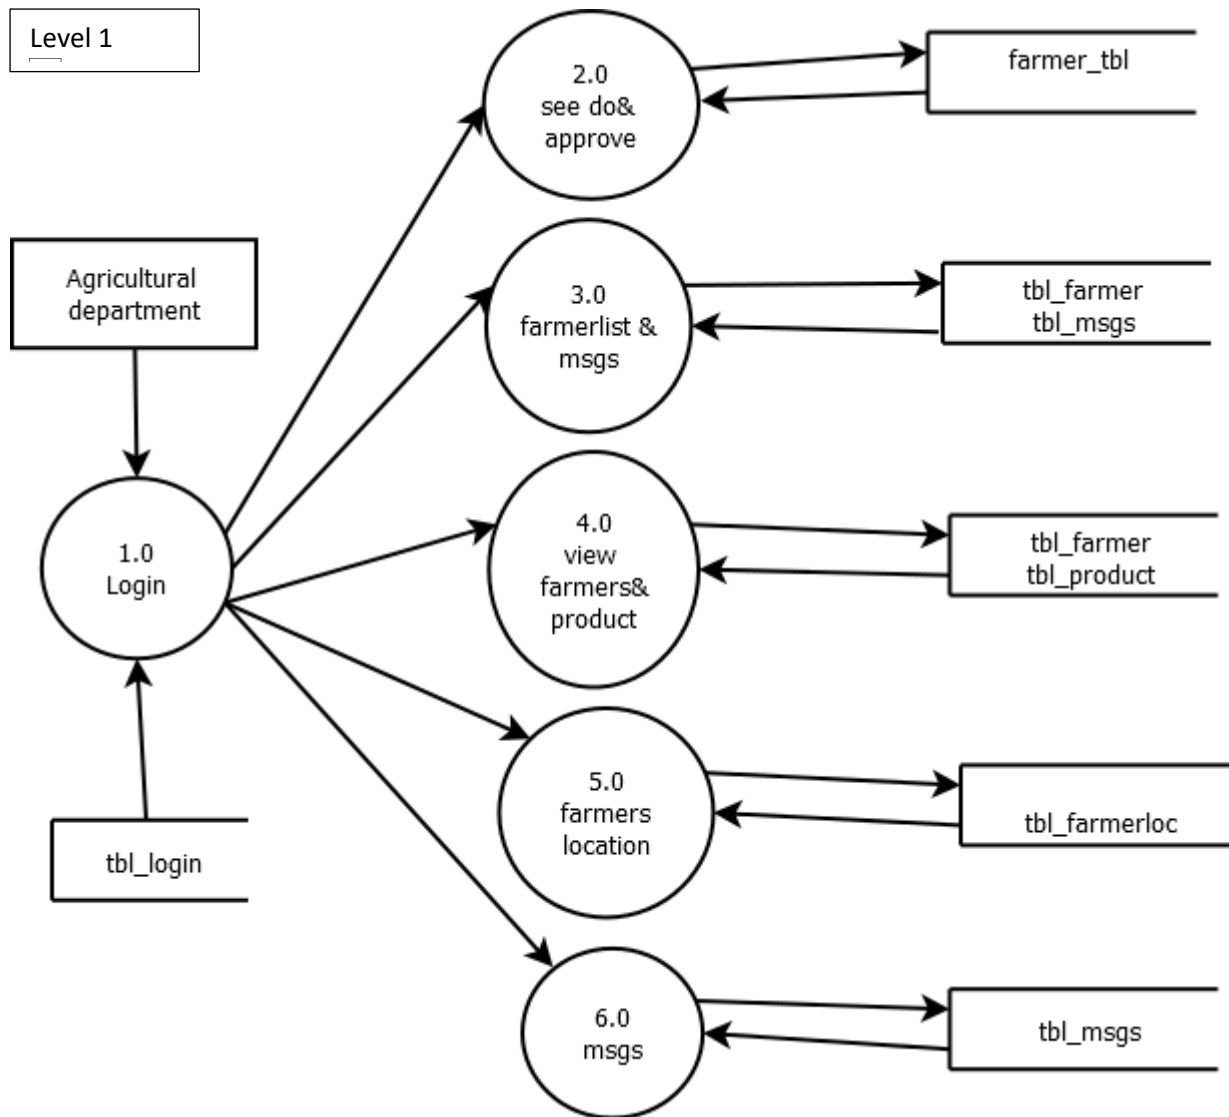 Level 1
2.0
see do&
approve
farmer_tbl
Agricultural
department
3.0
farmerlist &
msgs
tbl_farmer
tbl_msgs
1.0
Login
4.0
view
farmers&
product
tbl_farmer
tbl_product
tbl_login
5.0
farmers
location
tbl_farmerloc
6.0
msgs
tbl_msgs